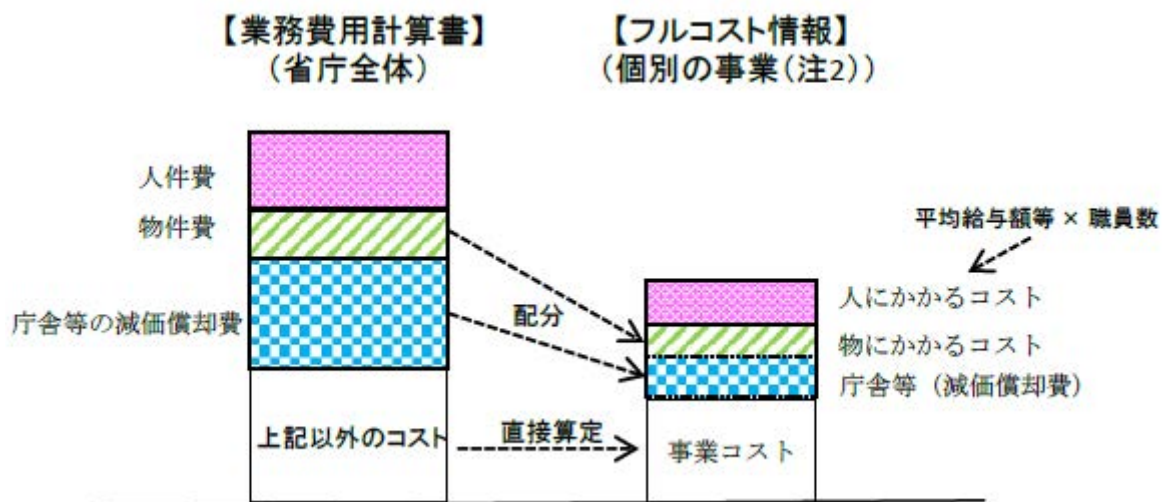 【業務費用計算書】
（省庁全体）
【フルコスト情報】
（個別の事業（注2））
人件費
物件費
庁舎等の減価償却費
上記以外のコスト
配分
直接算定
平均給与額等 × 職員数
人にかかるコスト
物にかかるコスト
庁舎等（減価償却費）
事業コスト